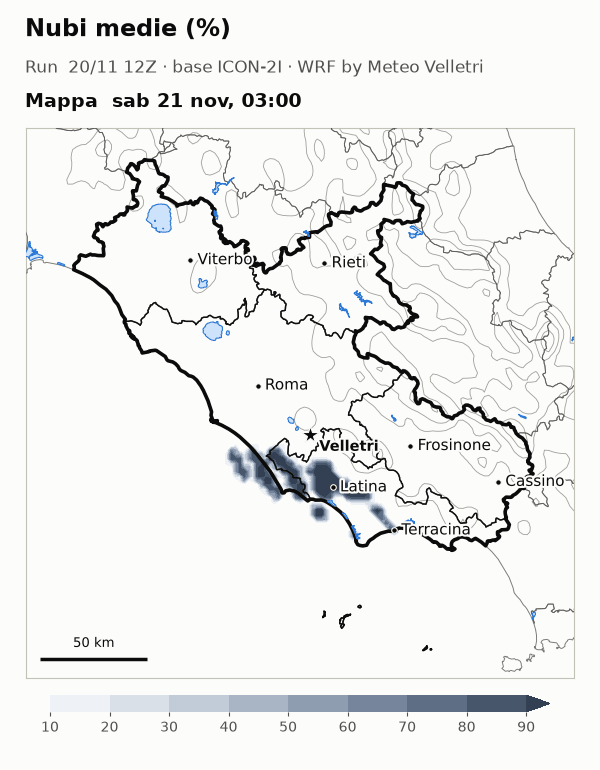 Nubi medie (%)
Run 20/11 12Z · base ICON-2I · WRF by Meteo Velletri
Mappa sab 21 nov, 03:00
Viterbo
Rieti
Roma
Velletri
Frosinone
Latina
Cassino
Terracina
50 km
10 20 30 40 50 60 70 80 90